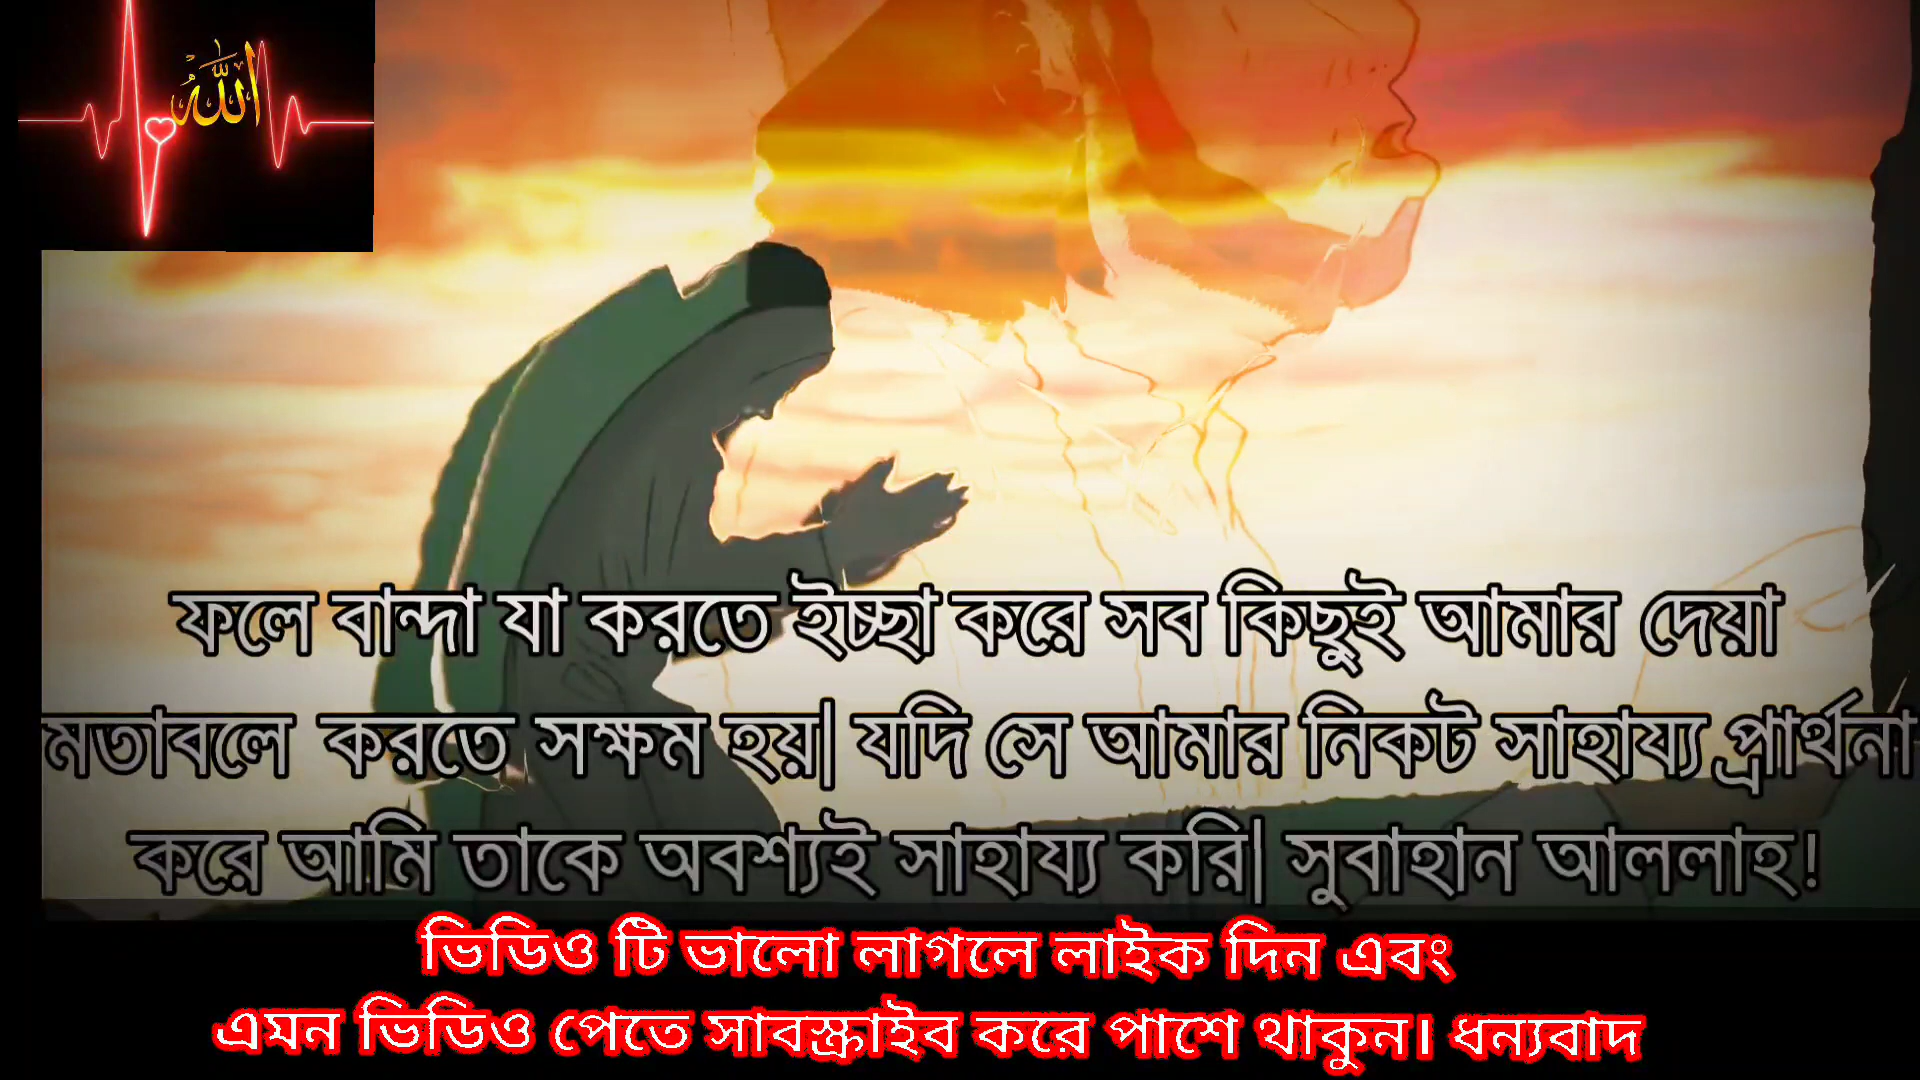 الله
ফলে বান্দা যা করতে ইচ্ছা করে সব কিছুই আমার দেয়া
মতাবলে করতে সক্ষম হয়| যদি সে আমার নিকট সাহায্য প্রার্থনা
করে আমি তাকে অবশ্যই সাহায্য করি| সুবাহান আললাহ!
ভিডিও টি ভালো লাগলে লাইক দিন এবং
এমন ভিডিও পেতে সাবস্ক্রাইব করে পাশে থাকুন। ধন্যবাদ